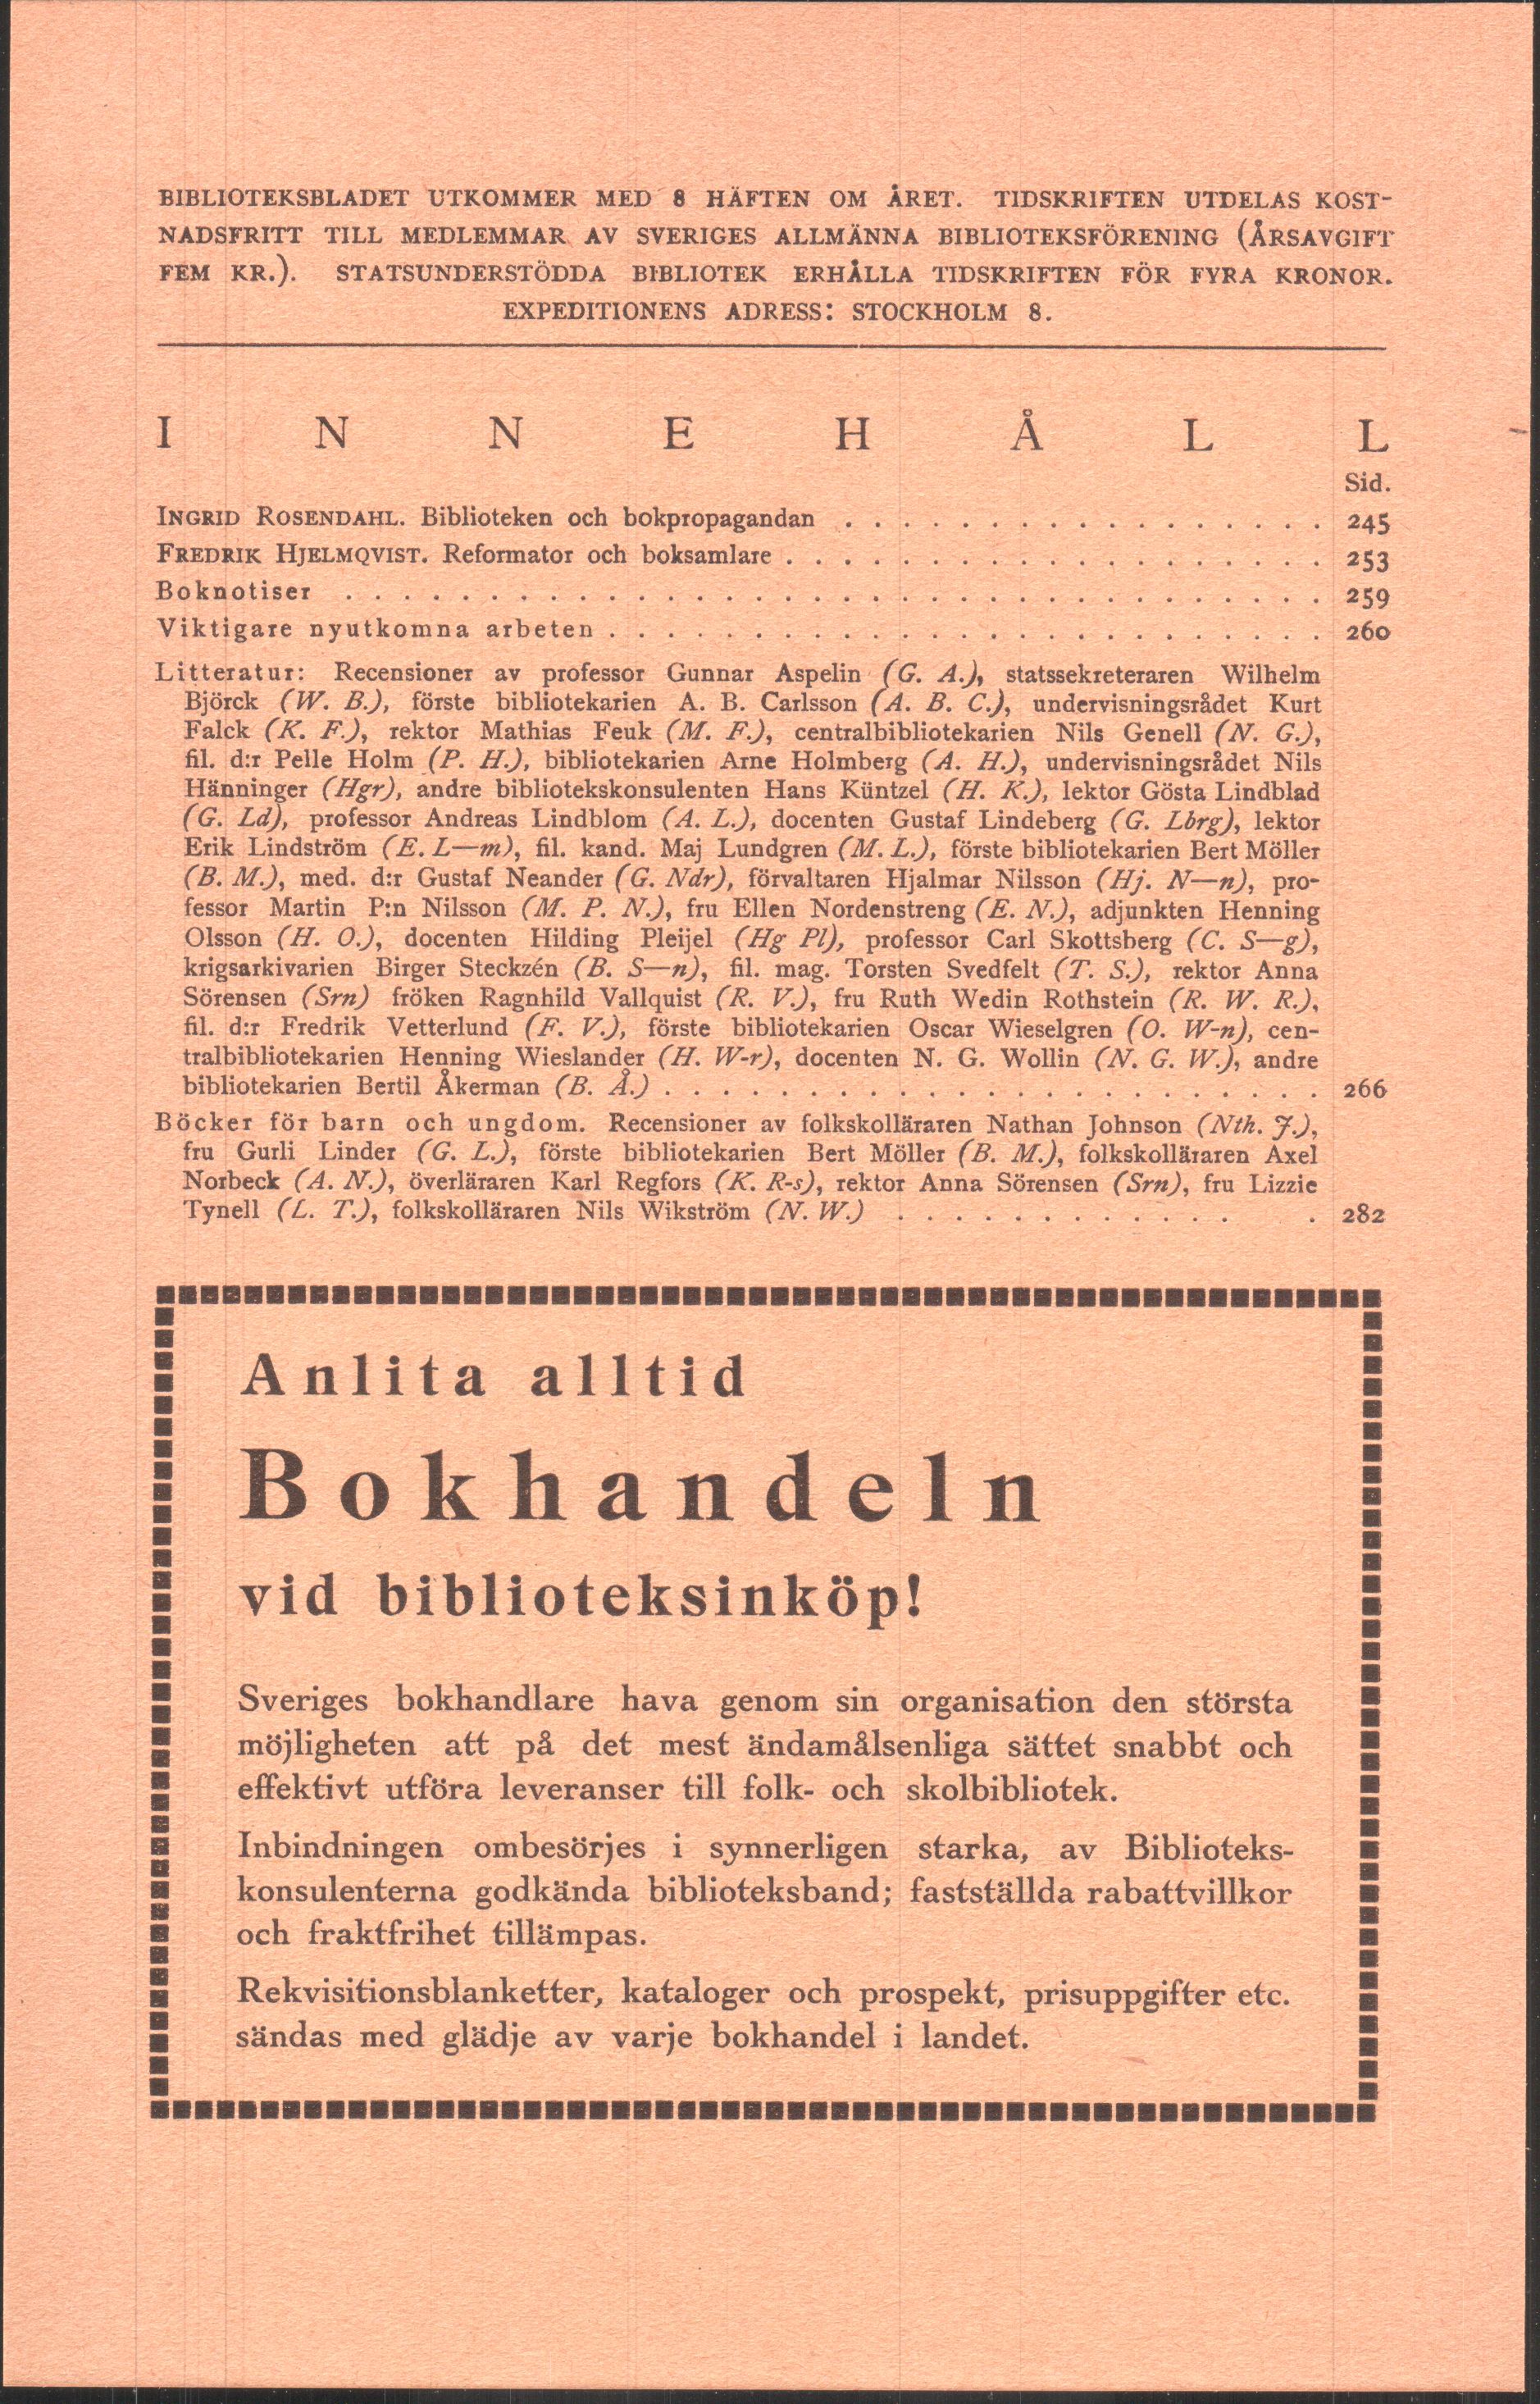 BIBLIOTEKSBLADET UTKOMMER MED 8 HÄFTEN OM ÅRET. TIDSKRIFTEN UTDELAS KOST-
NADSFRITT TILL MEDLEMMAR AV SVERIGES ALLMÄNNA BIBLIOTEKSFÖRENING (ÅRSAVGIFT
FEM KR.). STATSUNDERSTÖDDA BIBLIOTEK ERHÅLLA TIDSKRIFTEN FÖR FYRA KRONOR.
EXPEDITIONENS ADRESS: STOCKHOLM 8.
INNEHÅLL
Sid.
INGRID ROSENDAHL. Biblioteken och bokpropagandan . . . . . . . . . . . . . . . . . 245
FREDRIK HJELMQVIST. Reformator och boksamlare . . . . . . . . . . . . . . . . . . . 253
Boknotiser . . . . . . . . . . . . . . . . . . . . . . . . . . . . . . . . . . 259
Viktigare nyutkomna arbeten . . . . . . . . . . . . . . . . . . . . . . . . . 260
Litteratur: Recensioner av professor Gunnar Aspelin (G. A.), statssekreteraren Wilhelm
Björck (W. B.), förste bibliotekarien A. B. Carlsson (A. B. C.), undervisningsrådet Kurt
Falck (K. F.), rektor Mathias Feuk (M. F.), centralbibliotekarien Nils Genell (N. G.),
fil. d:r Pelle Holm (P. H.), bibliotekarien Arne Holmberg (A. H.), undervisningsrådet Nils
Hänninger (Hgr), andre bibliotekskonsulenten Hans Küntzel (H. K.), lektor Gösta Lindblad
(G. Ld), professor Andreas Lindblom (A. L.), docenten Gustaf Lindeberg (G. Lbrg), lektor
Erik Lindström (E. L—m), fil. kand. Maj Lundgren (M. L.), förste bibliotekarien Bert Möller
(B. M.), med. d:r Gustaf Neander (G. Ndr), förvaltaren Hjalmar Nilsson (Hj. N—n), pro-
fessor Martin P:n Nilsson (M. P. N.), fru Ellen Nordenstreng (E. N.), adjunkten Henning
Olsson (H. O.), docenten Hilding Pleijel (Hg Pl), professor Carl Skottsberg (C. S—g),
krigsarkivarien Birger Steckzén (B. S—n), fil. mag. Torsten Svedfelt (T. S.), rektor Anna
Sörensen (Srn) fröken Ragnhild Vallquist (R. V.), fru Ruth Wedin Rothstein (R. W. R.),
fil. d:r Fredrik Vetterlund (F. V.), förste bibliotekarien Oscar Wieselgren (O. W-n), cen-
tralbibliotekarien Henning Wieslander (H. W-r), docenten N. G. Wollin (N. G. W.), andre
bibliotekarien Bertil Åkerman (B. Å.) . . . . . . . . . . . . . . . . . . . . . . . 266
Böcker för barn och ungdom. Recensioner av folkskolläraren Nathan Johnson (Nth. J.),
fru Gurli Linder (G. L.), förste bibliotekarien Bert Möller (B. M.), folkskolläraren Axel
Norbeck (A. N.), överläraren Karl Regfors (K. R-s), rektor Anna Sörensen (Srn), fru Lizzie
Tynell (L. T.), folkskolläraren Nils Wikström (N. W.) . . . . . . . . . . . . . 282
Anlita alltid
Bokhandeln
vid biblioteksinköp!
Sveriges bokhandlare hava genom sin organisation den största
möjligheten att på det mest ändamålsenliga sättet snabbt och
effektivt utföra leveranser till folk- och skolbibliotek.
Inbindningen ombesörjes i synnerligen starka, av Biblioteks-
konsulenterna godkända biblioteksband; fastställda rabattvillkor
och fraktfrihet tillämpas.
Rekvisitionsblanketter, kataloger och prospekt, prisuppgifter etc.
sändas med glädje av varje bokhandel i landet.